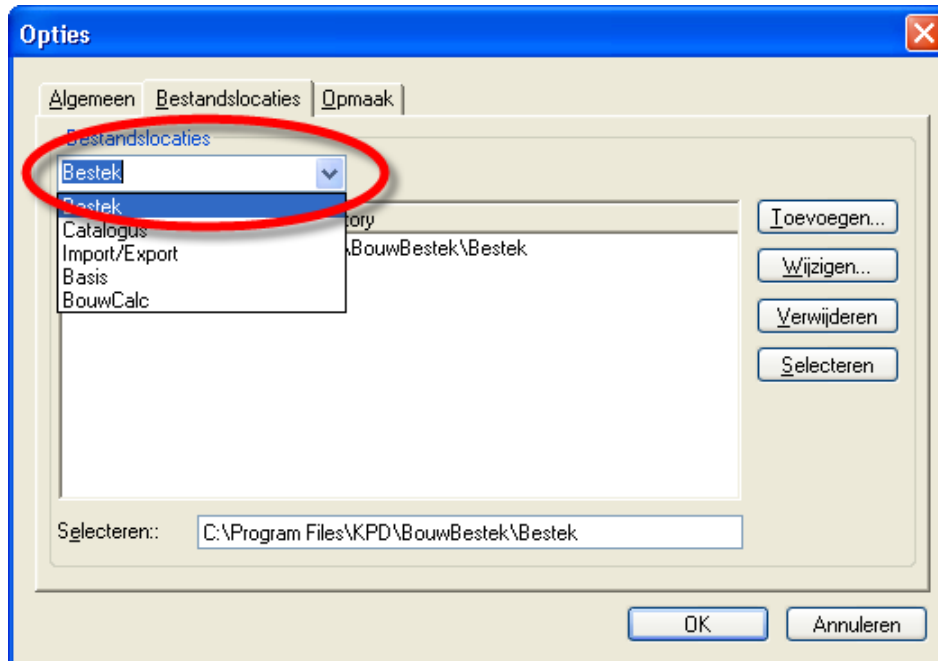 Opties
Algemeen Bestandslocaties Opmaak
Bestandslocaties
Bestek
Bestek
Catalogus
Import/Export
Basis
BouwCalc
\BouwBestek\Bestek
Toevoegen...
Wijzigen...
Verwijderen
Selecteren
Selecteren:: C:\Program Files\KPD\BouwBestek\Bestek
OK Annuleren